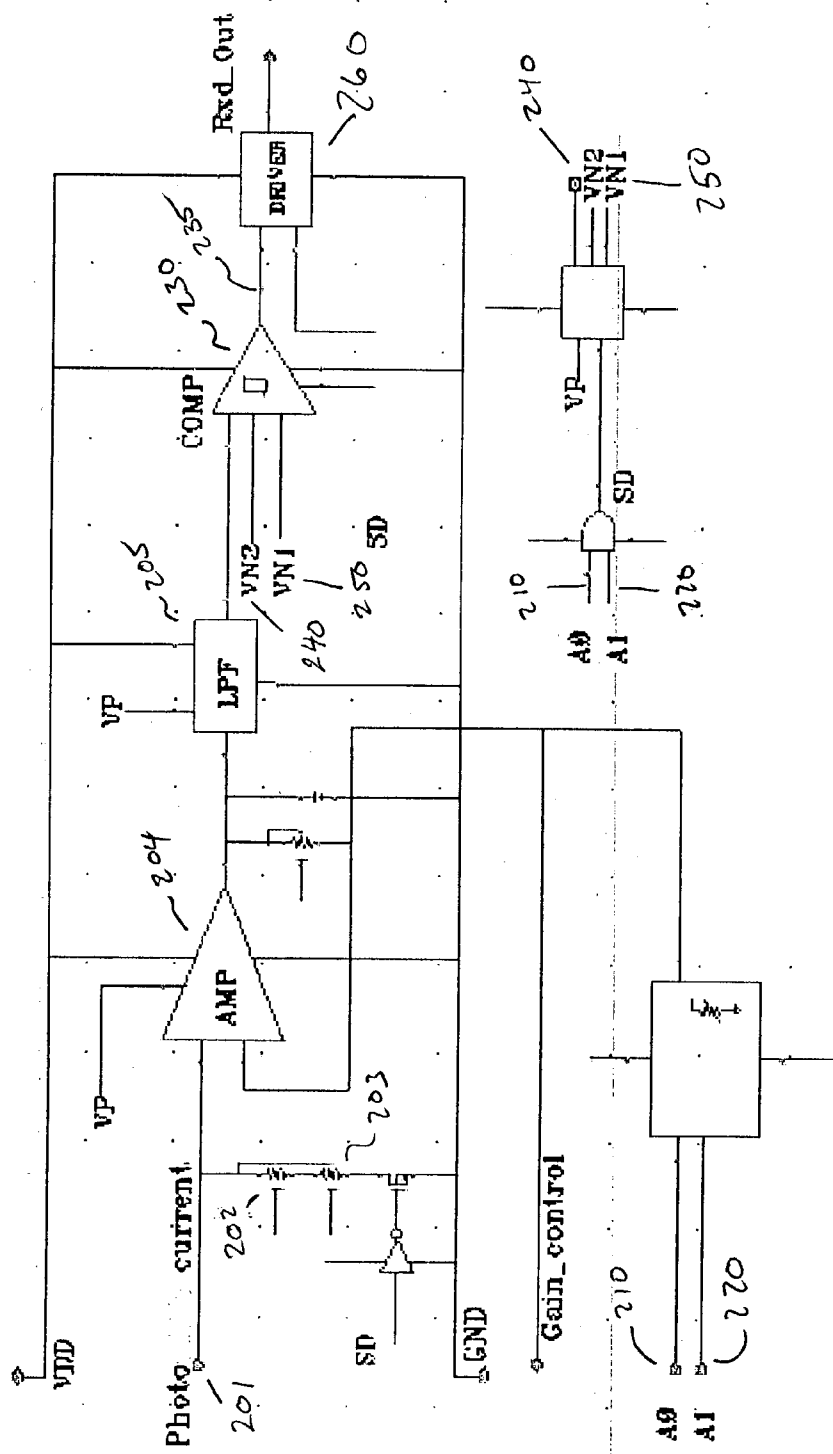 VDD
Photo current
201
202
203
SD
GND
VP
AMP
204
VP
LPF
205
VN2
VN1
240
250
SD
COMP
230
235
DRIVER
260
Rxd_Out
Gain_control
A0
A1
210
220
A0
A1
210
220
SD
VP
VN2
VN1
240
250